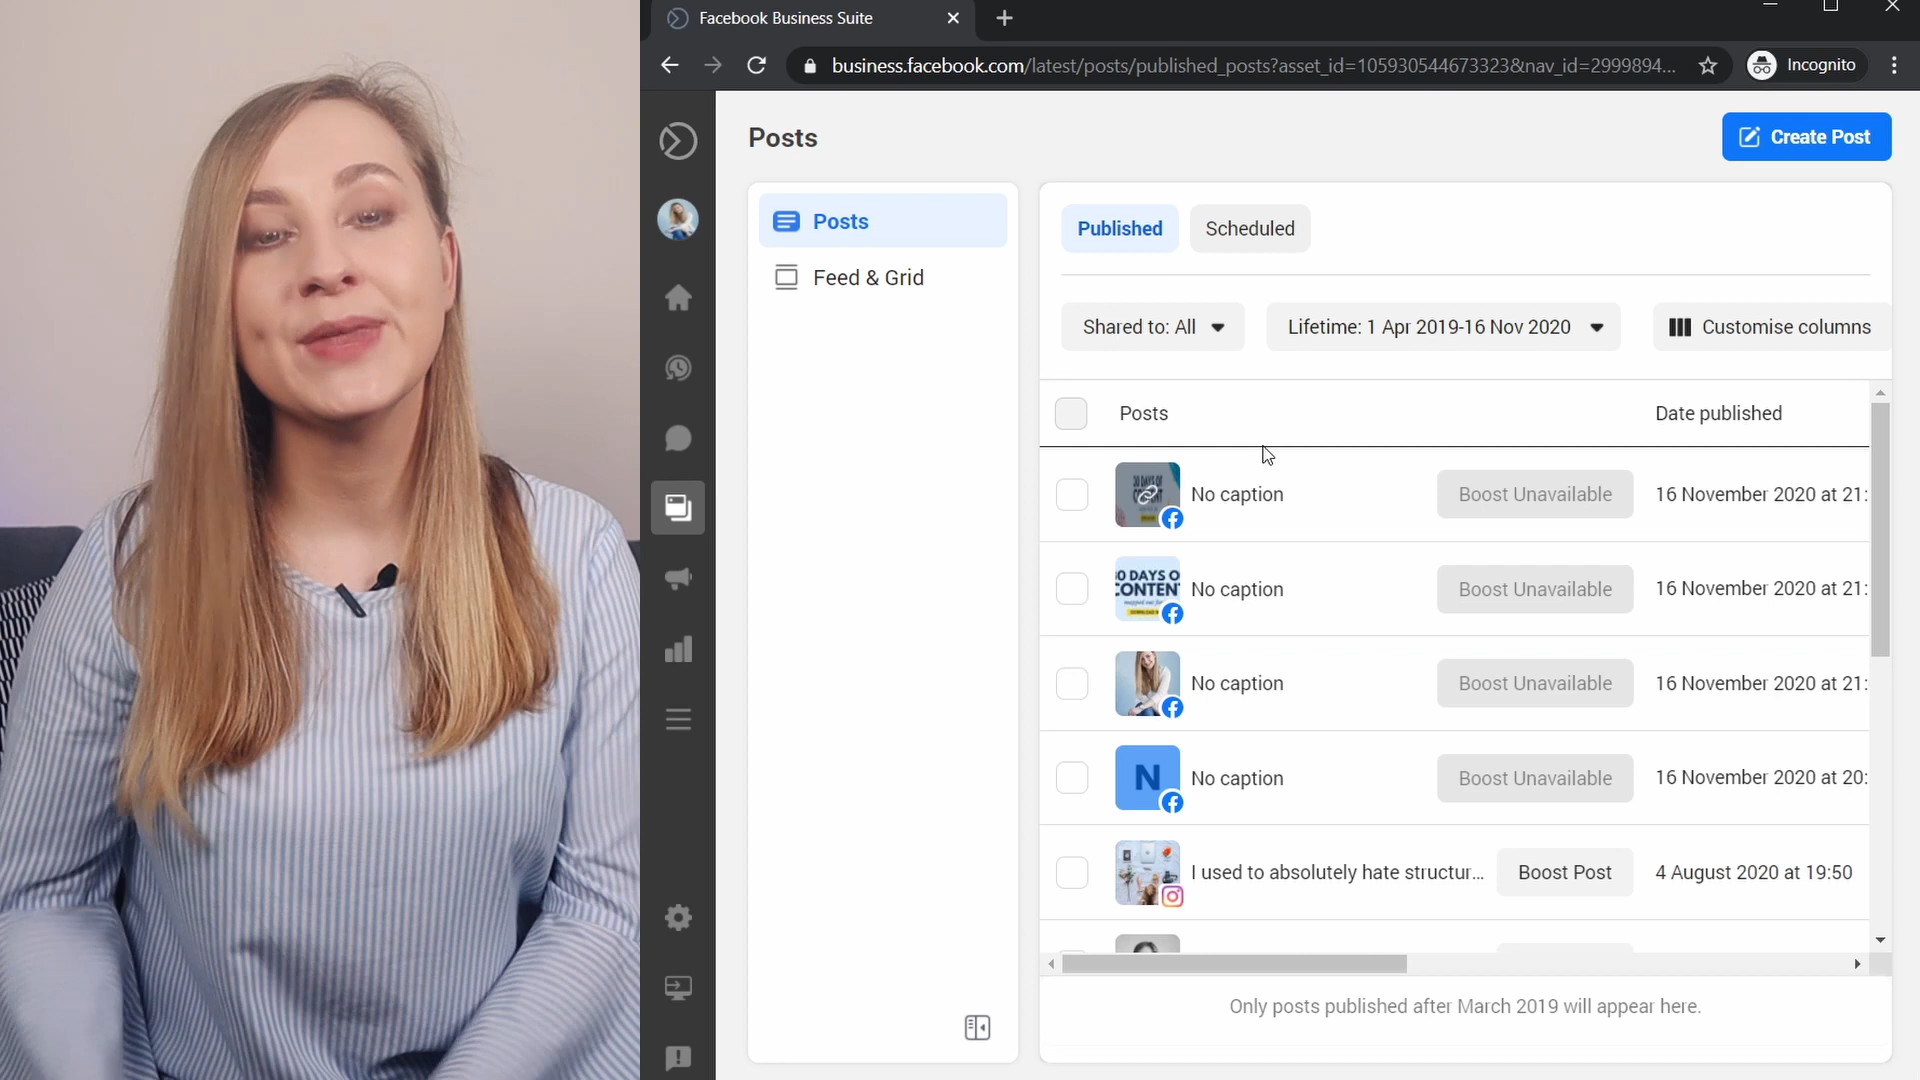 Facebook Business Suite
business.facebook.com/latest/posts/published_posts?asset_id=105930544673323&nav_id=2999894...
Incognito
Posts
Create Post
Posts
Feed & Grid
Published
Scheduled
Shared to: All
Lifetime: 1 Apr 2019-16 Nov 2020
Customise columns
Posts
Date published
No caption
Boost Unavailable
16 November 2020 at 21:
30 DAYS O
CONTENT
No caption
Boost Unavailable
16 November 2020 at 21:
No caption
Boost Unavailable
16 November 2020 at 21:
N
No caption
Boost Unavailable
16 November 2020 at 20:
I used to absolutely hate structur...
Boost Post
4 August 2020 at 19:50
Only posts published after March 2019 will appear here.